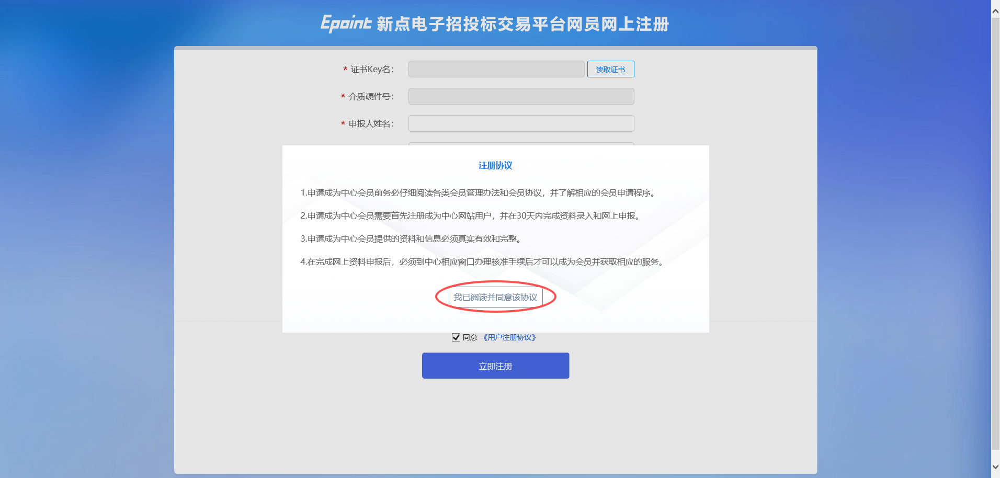 Epoint 新点电子招投标交易平台网员网上注册
* 证书Key名：
读取证书
* 介质硬件号：
* 申报人姓名：
注册协议
1.申请成为中心会员前务必仔细阅读各类会员管理办法和会员协议，并了解相应的会员申请程序。
2.申请成为中心会员需要首先注册成为中心网站用户，并在30天内完成资料录入和网上申报。
3.申请成为中心会员提供的资料和信息必须真实有效和完整。
4.在完成网上资料申报后，必须到中心相应窗口办理核准手续后才可以成为会员并获取相应的服务。
我已阅读并同意该协议
同意 《用户注册协议》
立即注册